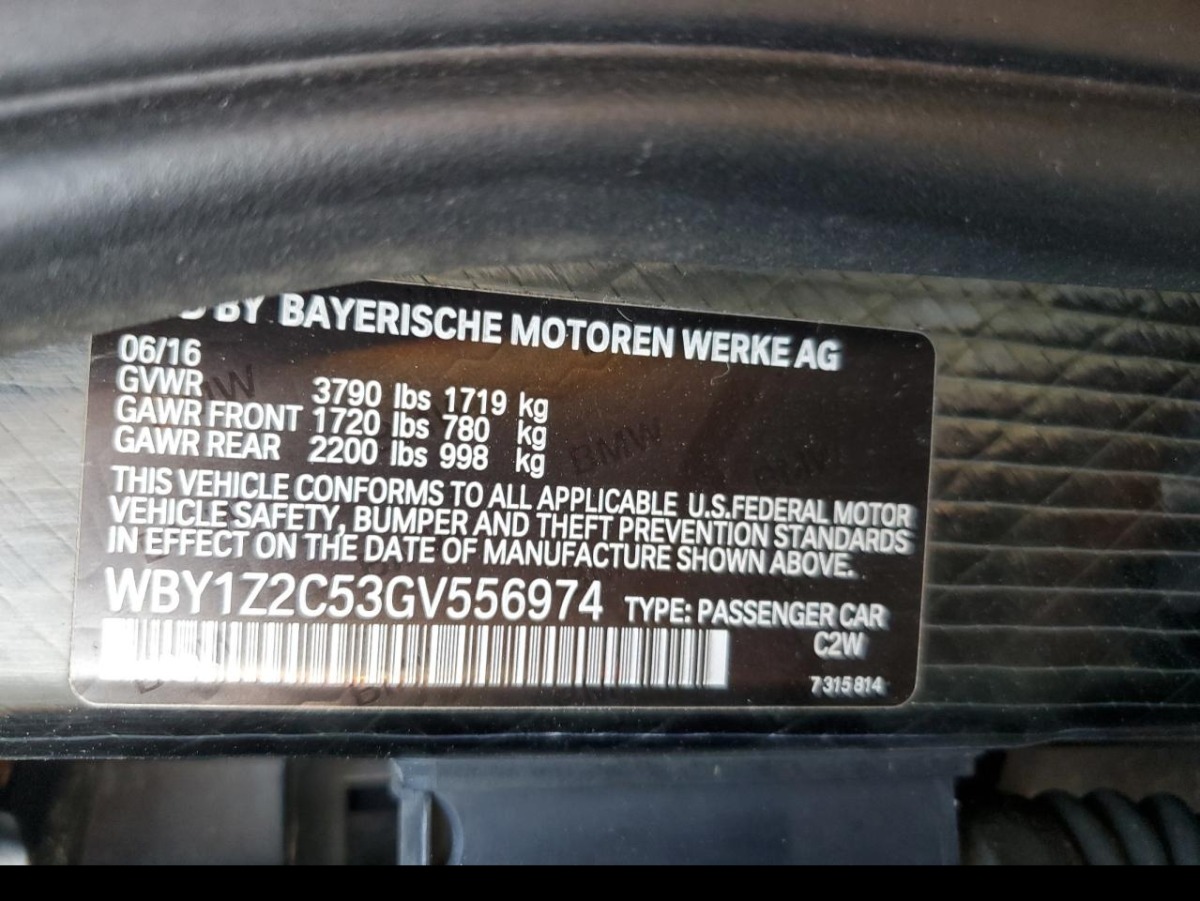 BY BAYERISCHE MOTOREN WERKE AG
06/16
GVWR 3790 lbs 1719 kg
GAWR FRONT 1720 lbs 780 kg
GAWR REAR 2200 lbs 998 kg
THIS VEHICLE CONFORMS TO ALL APPLICABLE U.S.FEDERAL MOTOR
VEHICLE SAFETY, BUMPER AND THEFT PREVENTION STANDARDS
IN EFFECT ON THE DATE OF MANUFACTURE SHOWN ABOVE.
WBY1Z2C53GV556974 TYPE: PASSENGER CAR
C2W
7 315 814